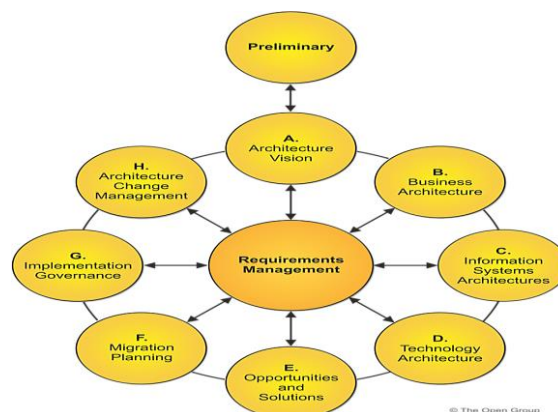 Preliminary
A.
Architecture
Vision
B.
Business
Architecture
C.
Information
Systems
Architectures
D.
Technology
Architecture
E.
Opportunities
and
Solutions
F.
Migration
Planning
G.
Implementation
Governance
H.
Architecture
Change
Management
Requirements
Management
© The Open Group